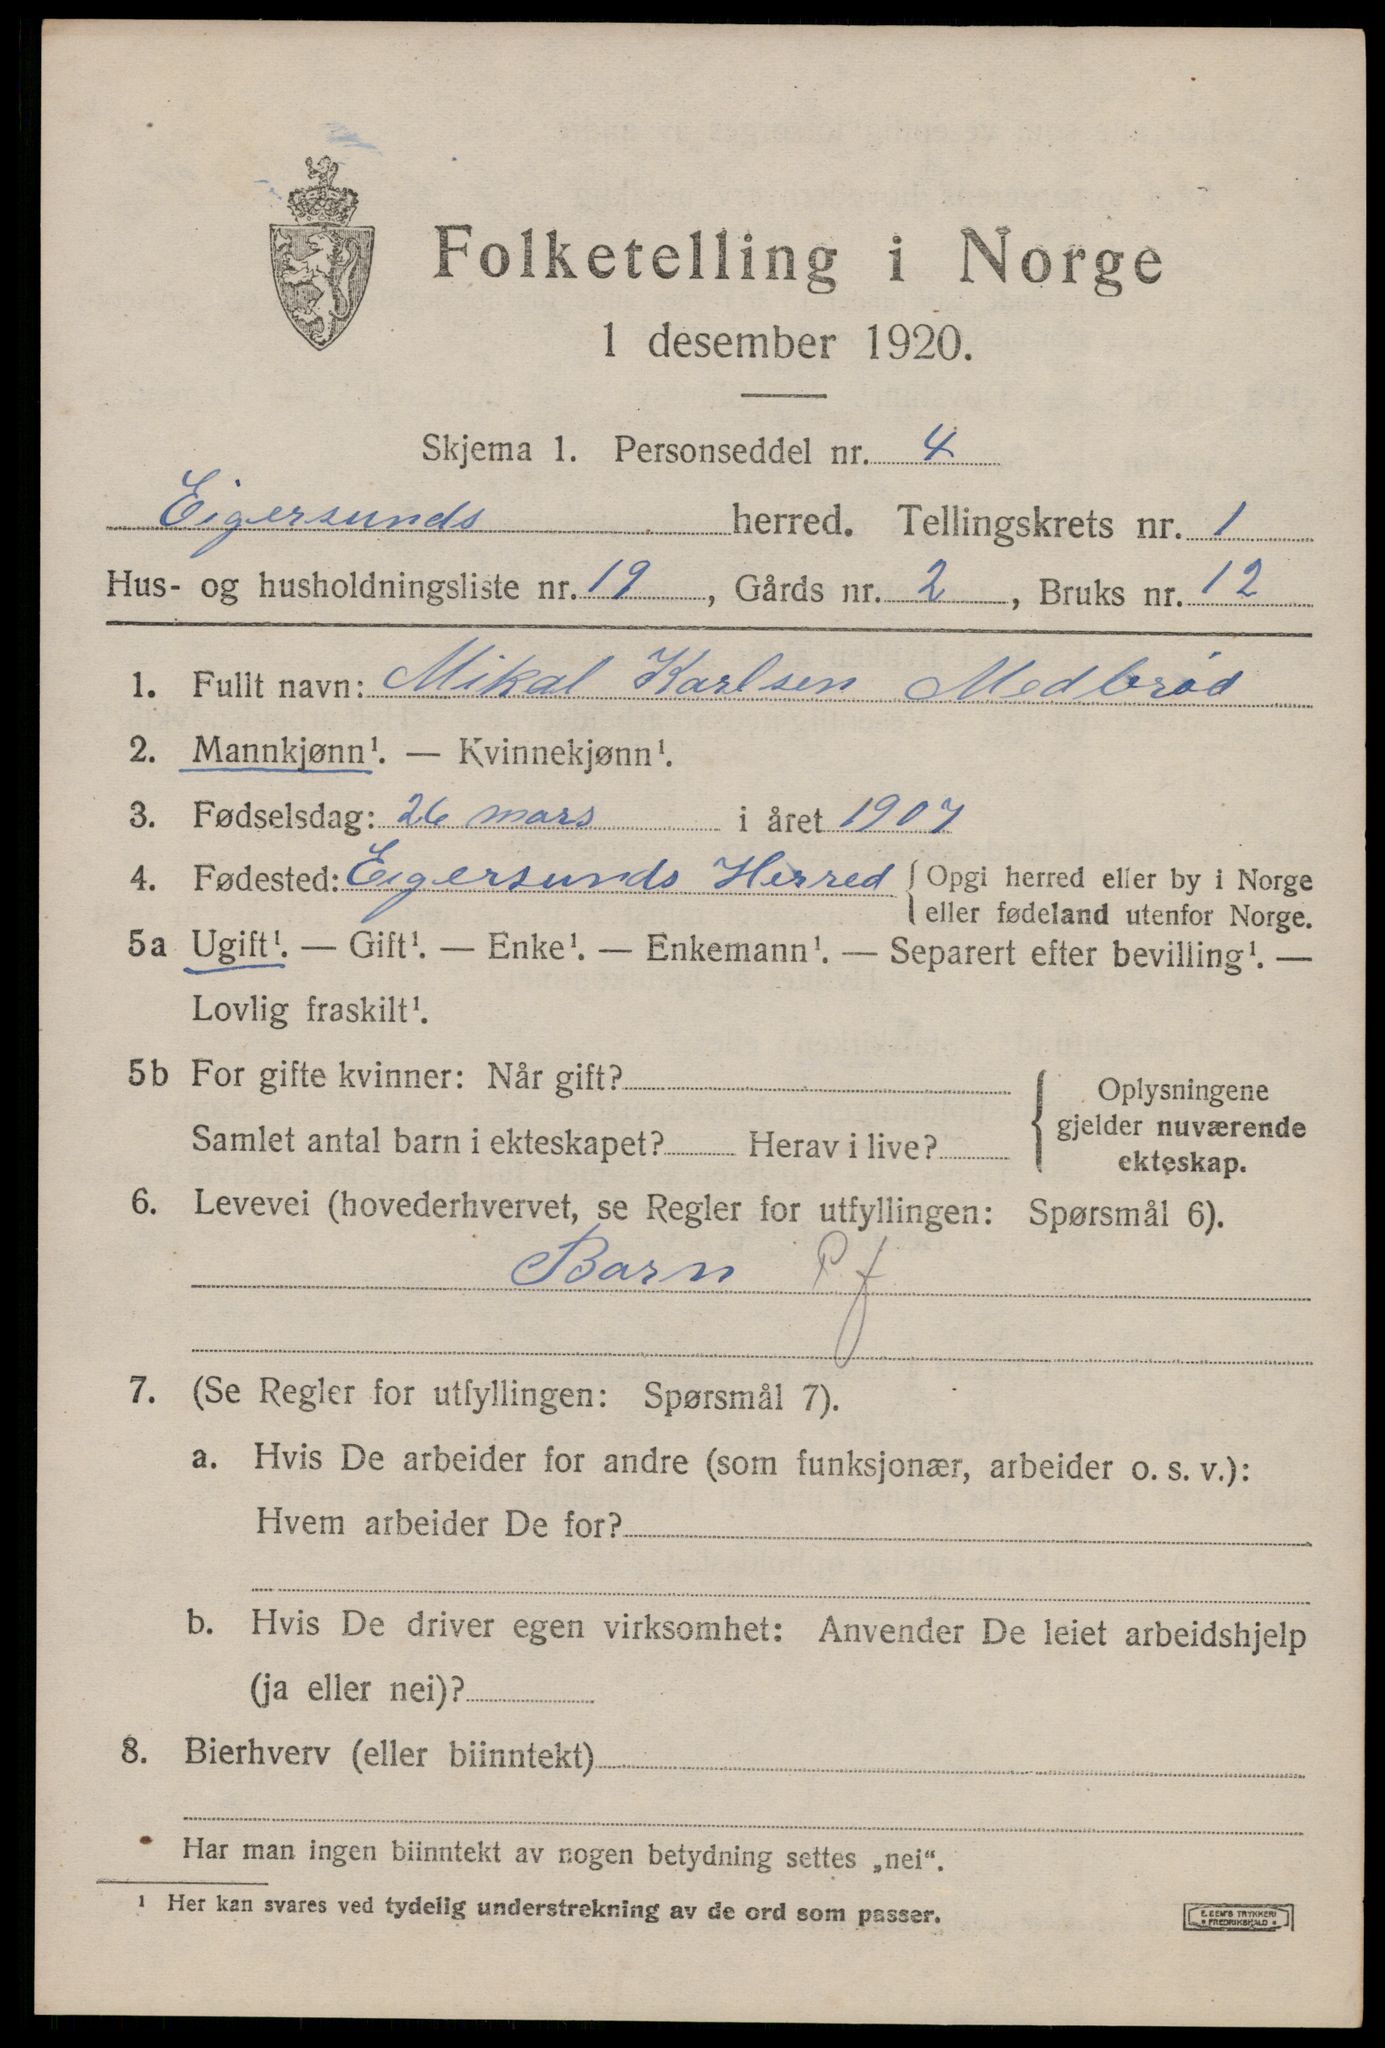 Folketelling i Norge
1 desember 1920.
Skjema 1. Personseddel nr. 4
Eigersunds herred. Tellingskrets nr. 1
Hus- og husholdningsliste nr. 19, Gårds nr. 2, Bruks nr. 12
1. Fullt navn: Mikal Karlsen Medbrød
2. Mannkjønn¹. — Kvinnekjønn¹.
3. Fødselsdag: 26 mars i året 1907
4. Fødested: Eigersunds Herred { Opgi herred eller by i Norge
eller fødeland utenfor Norge.
5a Ugift¹. — Gift¹. — Enke¹. — Enkemann¹. — Separert efter bevilling¹. —
Lovlig fraskilt¹.
5b For gifte kvinner: Når gift?
Samlet antal barn i ekteskapet? Herav i live?
{ Oplysningene
gjelder nuværende
ekteskap.
6. Levevei (hovederhvervet, se Regler for utfyllingen: Spørsmål 6).
Barn P f
7. (Se Regler for utfyllingen: Spørsmål 7).
a. Hvis De arbeider for andre (som funksjonær, arbeider o. s. v.):
Hvem arbeider De for?
b. Hvis De driver egen virksomhet: Anvender De leiet arbeidshjelp
(ja eller nei)?
8. Bierhverv (eller biinntekt)
Har man ingen biinntekt av nogen betydning settes „nei“.
¹ Her kan svares ved tydelig understrekning av de ord som passer.
E. SEM'S TRYKKERI
FREDRIKSHALD